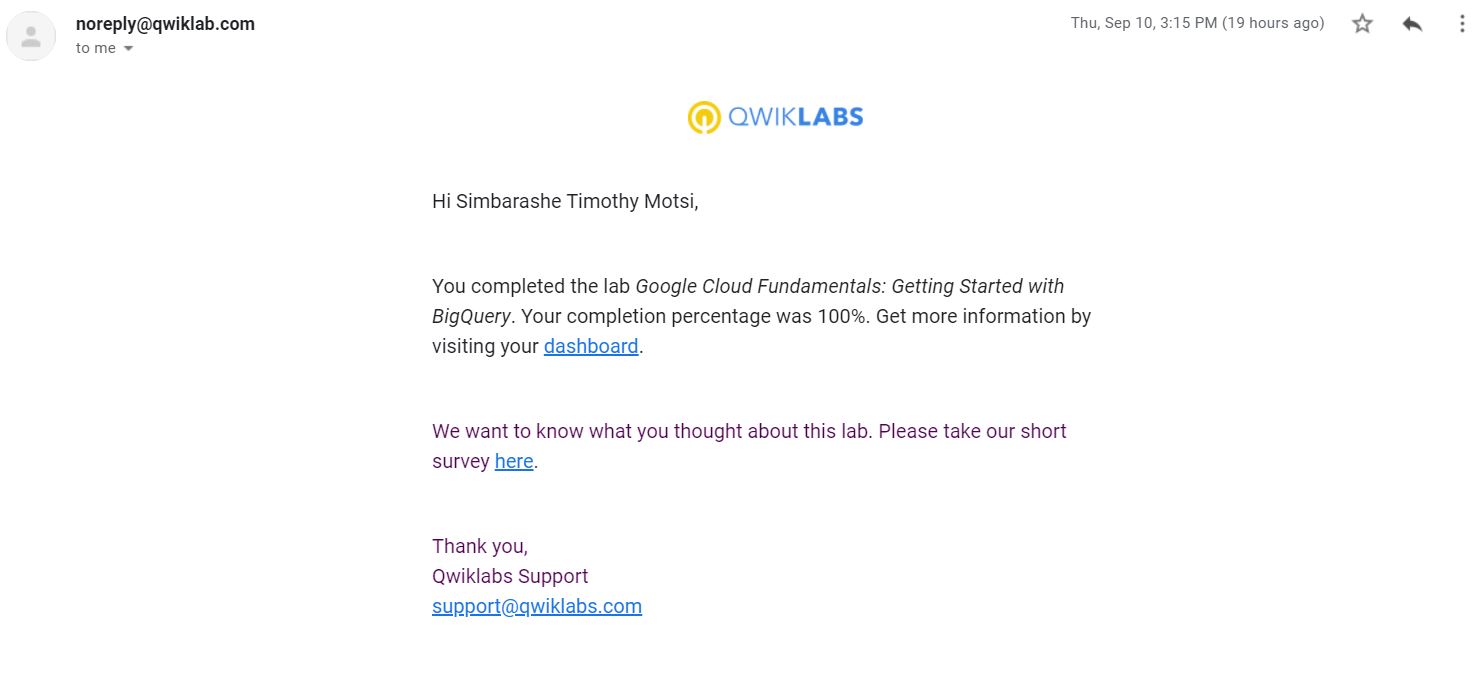 noreply@qwiklab.com
Thu, Sep 10, 3:15 PM (19 hours ago)
to me
QWIKLABS
Hi Simbarashe Timothy Motsi,
You completed the lab Google Cloud Fundamentals: Getting Started with
BigQuery. Your completion percentage was 100%. Get more information by
visiting your dashboard.
We want to know what you thought about this lab. Please take our short
survey here.
Thank you,
Qwiklabs Support
support@qwiklabs.com